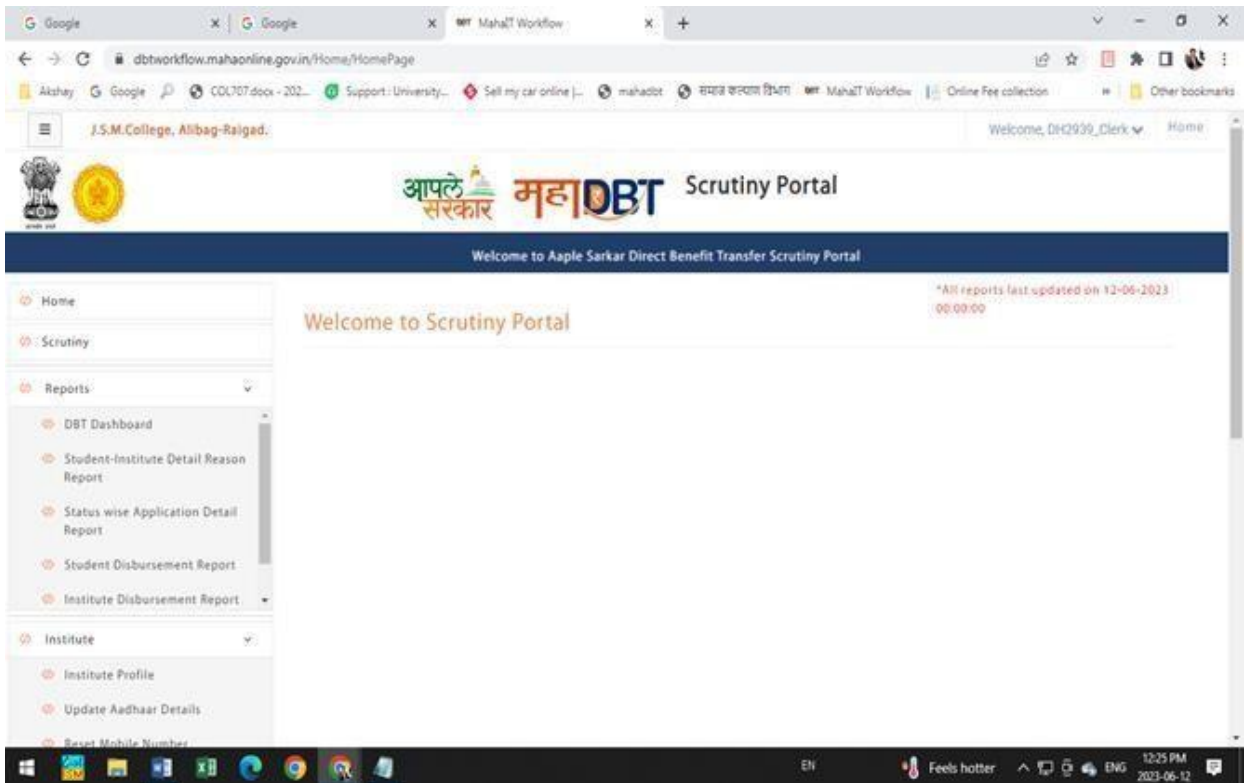 Google
Google
MahaIT Workflow
dbtworkflow.mahaonline.gov.in/Home/HomePage
Akshay
Google
COL707.docx - 202...
Support : University...
Sell my car online |...
mahadbt
समाज कल्याण विभाग
MahaIT Workflow
Online Fee collection
»
Other bookmarks
J.S.M.College, Alibag-Raigad.
Welcome, DH2939_Clerk
Home
आपले सरकार
महाDBT
Scrutiny Portal
Welcome to Aaple Sarkar Direct Benefit Transfer Scrutiny Portal
*All reports last updated on 12-06-2023
00:00:00
Welcome to Scrutiny Portal
Home
Scrutiny
Reports
DBT Dashboard
Student-Institute Detail Reason
Report
Status wise Application Detail
Report
Student Disbursement Report
Institute Disbursement Report
Institute
Institute Profile
Update Aadhaar Details
Reset Mobile Number
EN
Feels hotter
ENG
12:25 PM
2023-06-12